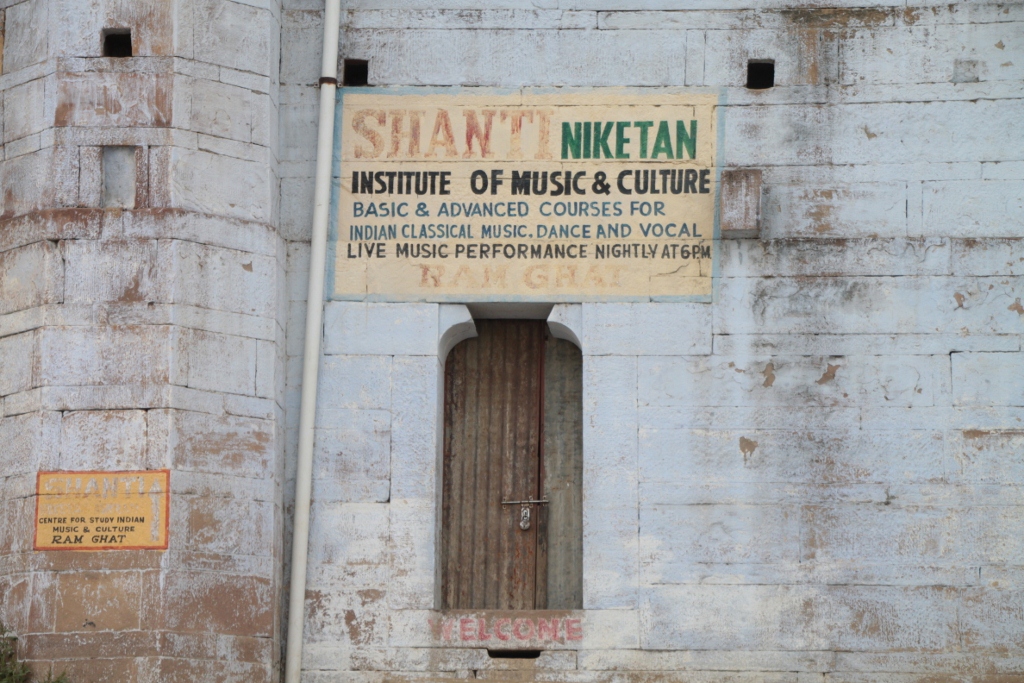 SHANTI NIKETAN
INSTITUTE OF MUSIC & CULTURE
BASIC & ADVANCED COURSES FOR
INDIAN CLASSICAL MUSIC. DANCE AND VOCAL
LIVE MUSIC PERFORMANCE NIGHTLY AT 6PM
RAM GHAT
SHANTI
CENTRE FOR STUDY INDIAN
MUSIC & CULTURE
RAM GHAT
WELCOME